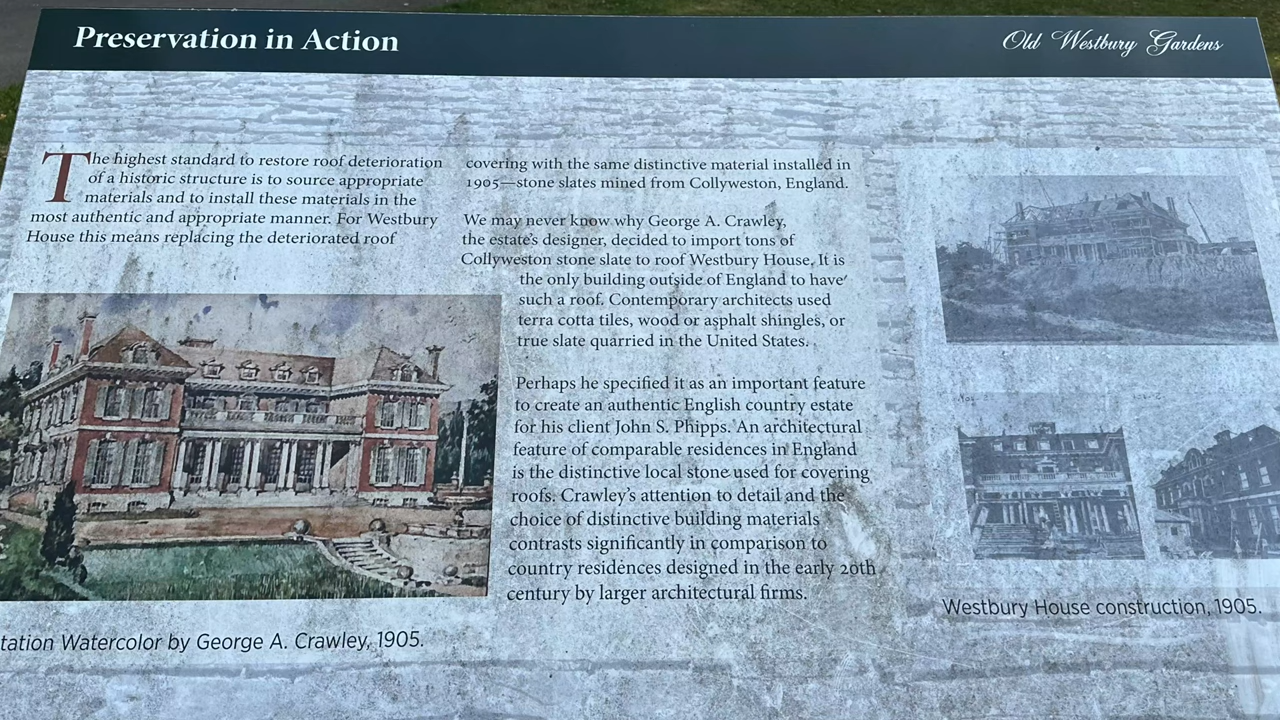 Preservation in Action
Old Westbury Gardens
The highest standard to restore roof deterioration
of a historic structure is to source appropriate
materials and to install these materials in the
most authentic and appropriate manner. For Westbury
House this means replacing the deteriorated roof
covering with the same distinctive material installed in
1905—stone slates mined from Collyweston, England.
We may never know why George A. Crawley,
the estate's designer, decided to import tons of
Collyweston stone slate to roof Westbury House. It is
the only building outside of England to have
such a roof. Contemporary architects used
terra cotta tiles, wood or asphalt shingles, or
true slate quarried in the United States.
Perhaps he specified it as an important feature
to create an authentic English country estate
for his client John S. Phipps. An architectural
feature of comparable residences in England
is the distinctive local stone used for covering
roofs. Crawley's attention to detail and the
choice of distinctive building materials
contrasts significantly in comparison to
country residences designed in the early 20th
century by larger architectural firms.
tation Watercolor by George A. Crawley, 1905.
Westbury House construction, 1905.